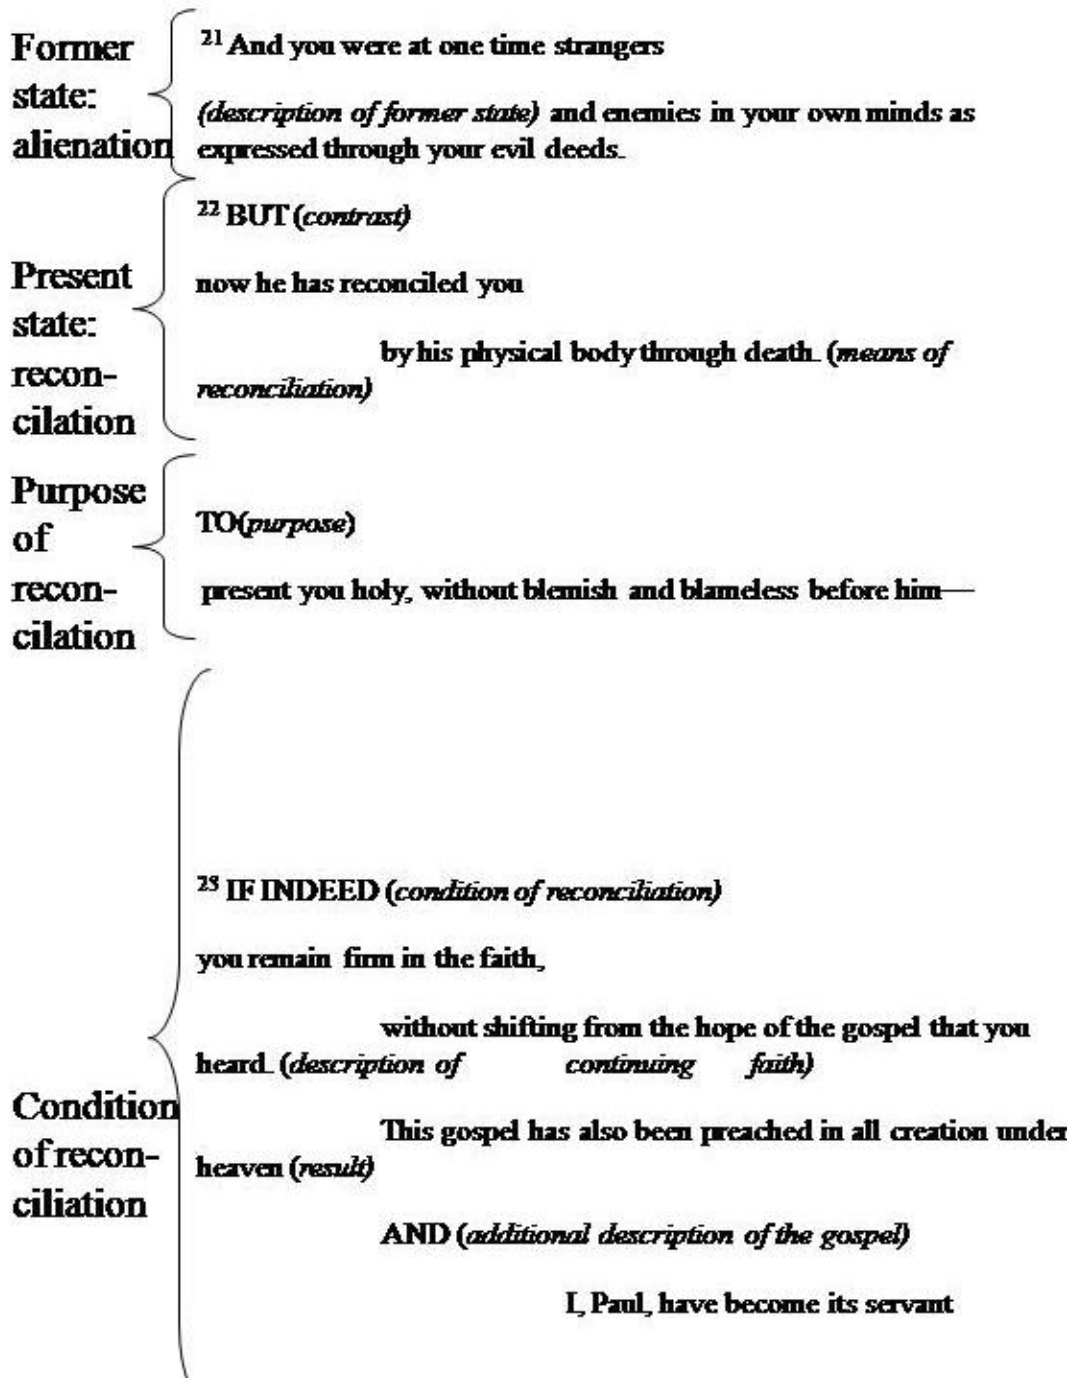 Former
state:
alienation
21 And you were at one time strangers
(description of former state) and enemies in your own minds as
expressed through your evil deeds.
Present
state:
recon-
cilation
22 BUT (contrast)
now he has reconciled you
by his physical body through death. (means of
reconciliation)
Purpose
of
recon-
cilation
TO(purpose)
present you holy, without blemish and blameless before him—
Condition
of recon-
ciliation
23 IF INDEED (condition of reconciliation)
you remain firm in the faith,
without shifting from the hope of the gospel that you
heard. (description of continuing faith)
This gospel has also been preached in all creation under
heaven (result)
AND (additional description of the gospel)
I, Paul, have become its servant